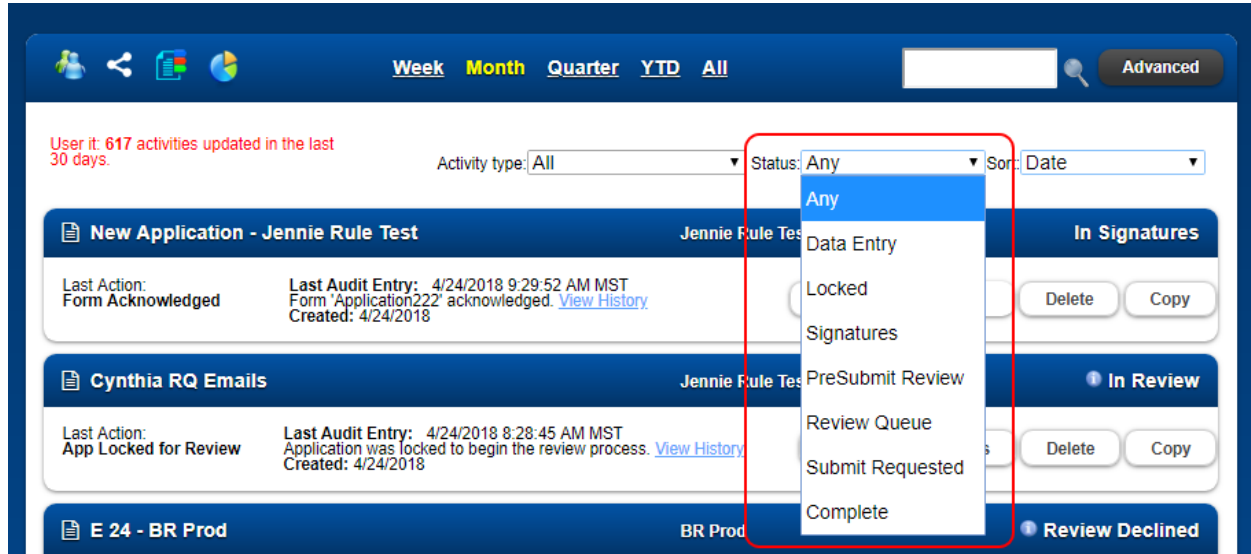 Week Month Quarter YTD All Advanced
User it: 617 activities updated in the last
30 days.
Activity type: All Status: Any Sort: Date
Any
Data Entry
Locked
Signatures
PreSubmit Review
Review Queue
Submit Requested
Complete
New Application - Jennie Rule Test Jennie Rule Tes In Signatures
Last Action:
Form Acknowledged
Last Audit Entry: 4/24/2018 9:29:52 AM MST
Form 'Application222' acknowledged. View History
Created: 4/24/2018
Delete Copy
Cynthia RQ Emails Jennie Rule Tes In Review
Last Action:
App Locked for Review
Last Audit Entry: 4/24/2018 8:28:45 AM MST
Application was locked to begin the review process. View History
Created: 4/24/2018
s Delete Copy
E 24 - BR Prod BR Prod Review Declined